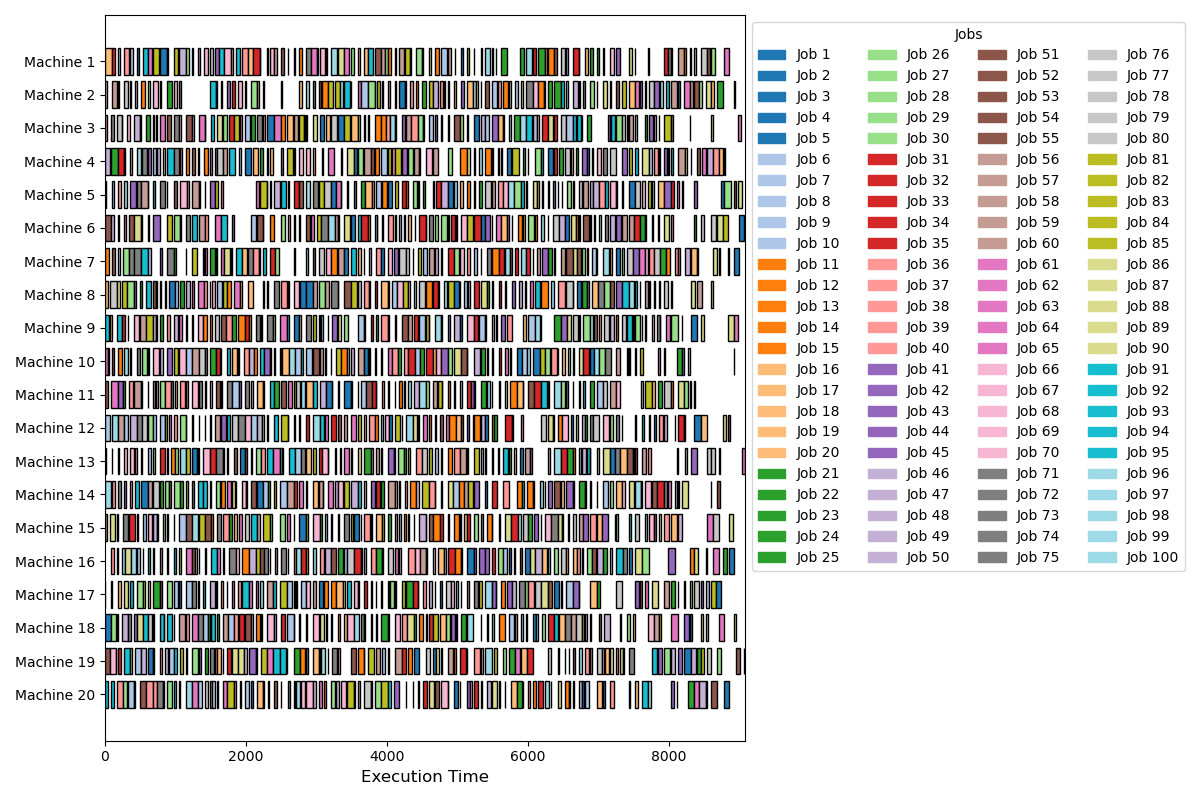 Machine 1
Machine 2
Machine 3
Machine 4
Machine 5
Machine 6
Machine 7
Machine 8
Machine 9
Machine 10
Machine 11
Machine 12
Machine 13
Machine 14
Machine 15
Machine 16
Machine 17
Machine 18
Machine 19
Machine 20
0 2000 4000 6000 8000
Execution Time
Jobs
Job 1 Job 26 Job 51 Job 76
Job 2 Job 27 Job 52 Job 77
Job 3 Job 28 Job 53 Job 78
Job 4 Job 29 Job 54 Job 79
Job 5 Job 30 Job 55 Job 80
Job 6 Job 31 Job 56 Job 81
Job 7 Job 32 Job 57 Job 82
Job 8 Job 33 Job 58 Job 83
Job 9 Job 34 Job 59 Job 84
Job 10 Job 35 Job 60 Job 85
Job 11 Job 36 Job 61 Job 86
Job 12 Job 37 Job 62 Job 87
Job 13 Job 38 Job 63 Job 88
Job 14 Job 39 Job 64 Job 89
Job 15 Job 40 Job 65 Job 90
Job 16 Job 41 Job 66 Job 91
Job 17 Job 42 Job 67 Job 92
Job 18 Job 43 Job 68 Job 93
Job 19 Job 44 Job 69 Job 94
Job 20 Job 45 Job 70 Job 95
Job 21 Job 46 Job 71 Job 96
Job 22 Job 47 Job 72 Job 97
Job 23 Job 48 Job 73 Job 98
Job 24 Job 49 Job 74 Job 99
Job 25 Job 50 Job 75 Job 100